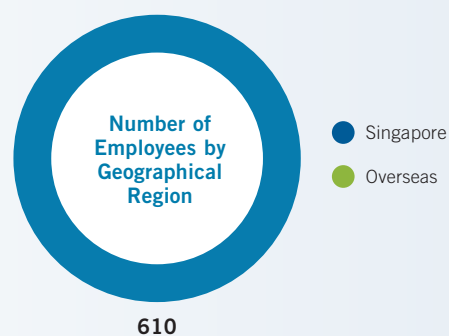 Number of
Employees by
Geographical
Region
Singapore
Overseas
610